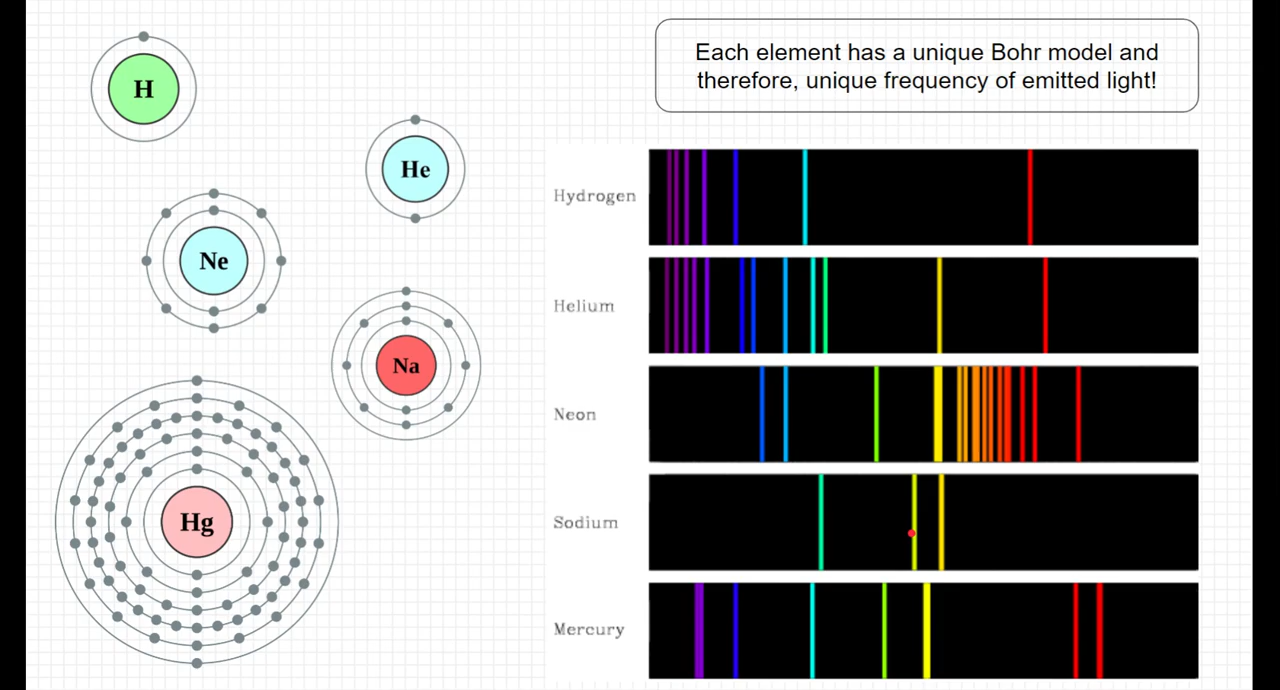 H
Each element has a unique Bohr model and
therefore, unique frequency of emitted light!
He
Ne
Na
Hg
Hydrogen
Helium
Neon
Sodium
Mercury